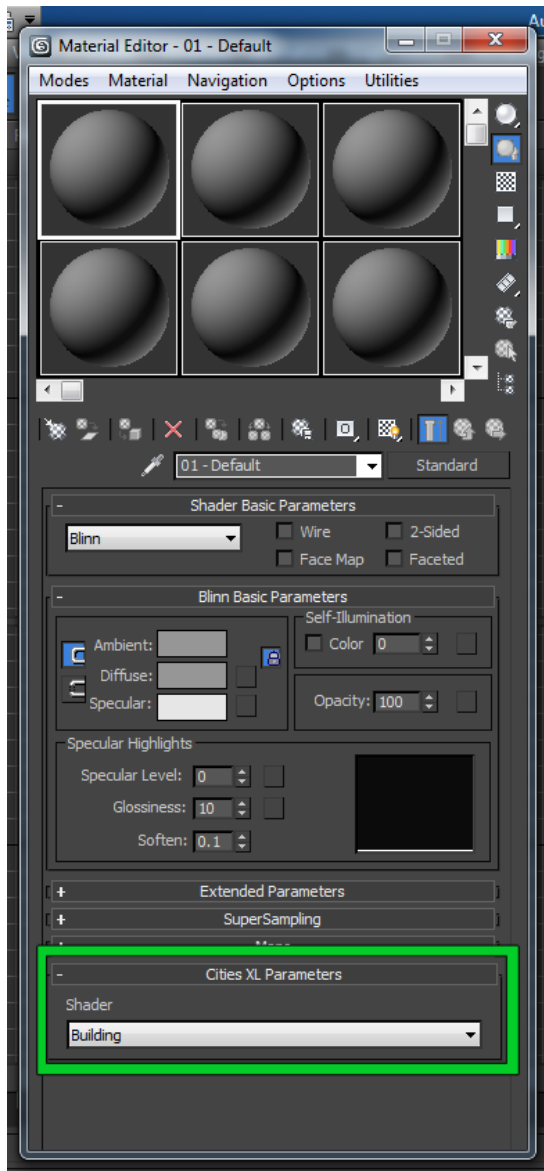 Au
Material Editor - 01 - Default
Modes Material Navigation Options Utilities
01 - Default Standard
- Shader Basic Parameters
Blinn Wire 2-Sided
Face Map Faceted
- Blinn Basic Parameters
Self-Illumination
Ambient: Color 0
Diffuse:
Specular: Opacity: 100
Specular Highlights
Specular Level: 0
Glossiness: 10
Soften: 0.1
+ Extended Parameters
+ SuperSampling
- Cities XL Parameters
Shader
Building